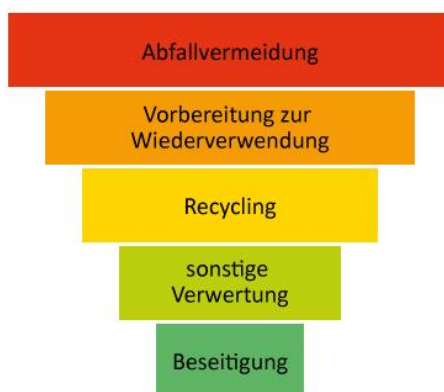 Abfallvermeidung
Vorbereitung zur
Wiederverwendung
Recycling
sonstige
Verwertung
Beseitigung